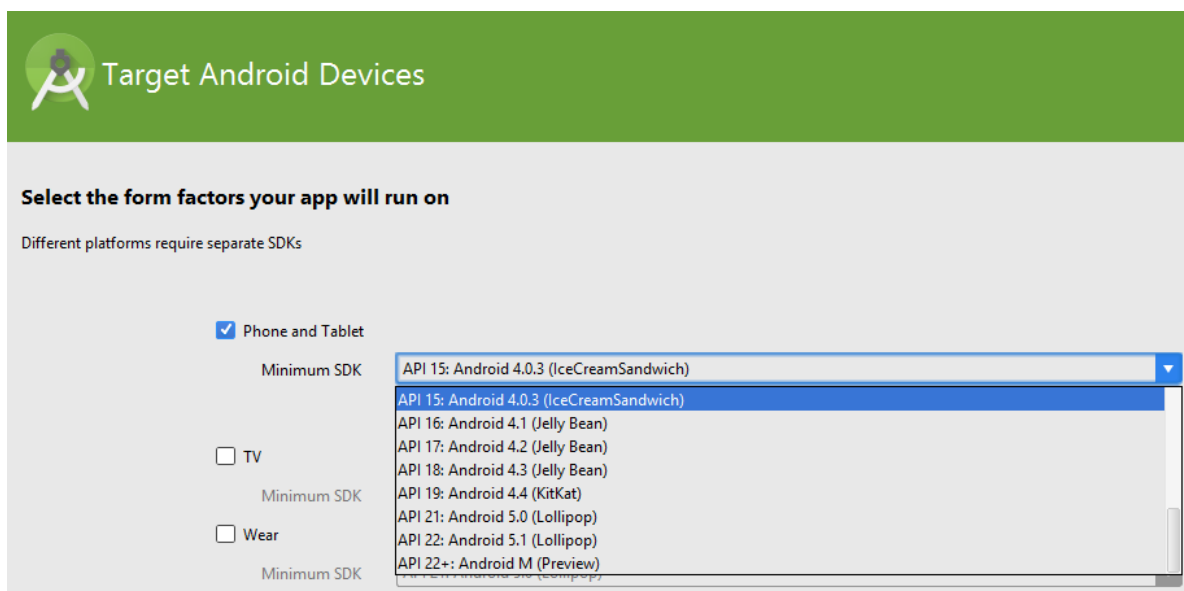 Target Android Devices
Select the form factors your app will run on
Different platforms require separate SDKs
Phone and Tablet
Minimum SDK API 15: Android 4.0.3 (IceCreamSandwich)
API 15: Android 4.0.3 (IceCreamSandwich)
API 16: Android 4.1 (Jelly Bean)
API 17: Android 4.2 (Jelly Bean)
API 18: Android 4.3 (Jelly Bean)
API 19: Android 4.4 (KitKat)
API 21: Android 5.0 (Lollipop)
API 22: Android 5.1 (Lollipop)
API 22+: Android M (Preview)
TV
Minimum SDK
Wear
Minimum SDK